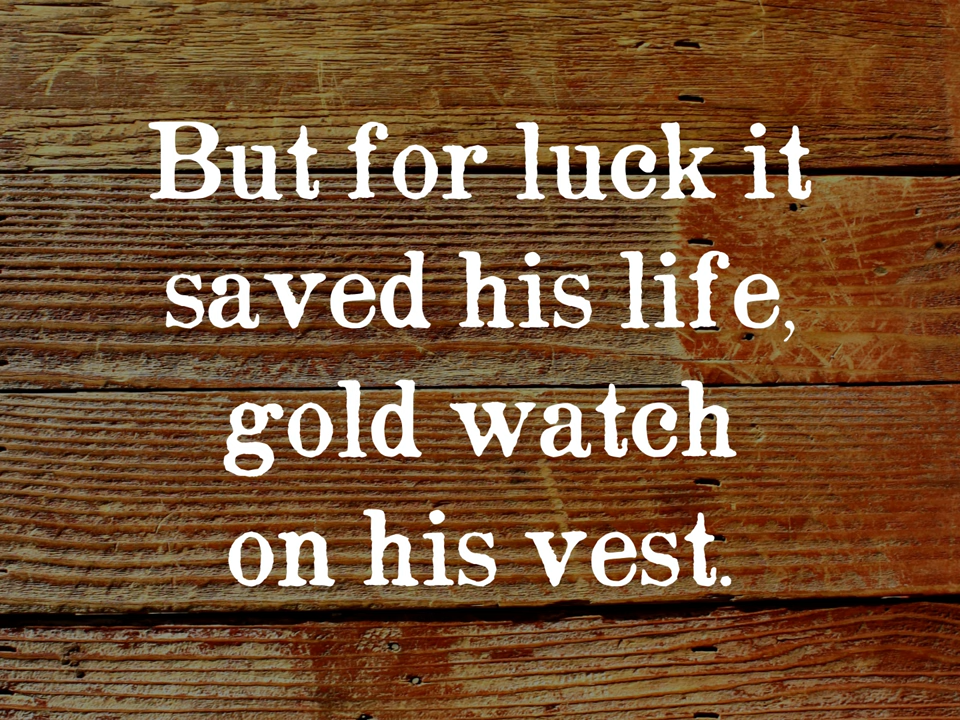 But for luck it
saved his life,
gold watch
on his vest.